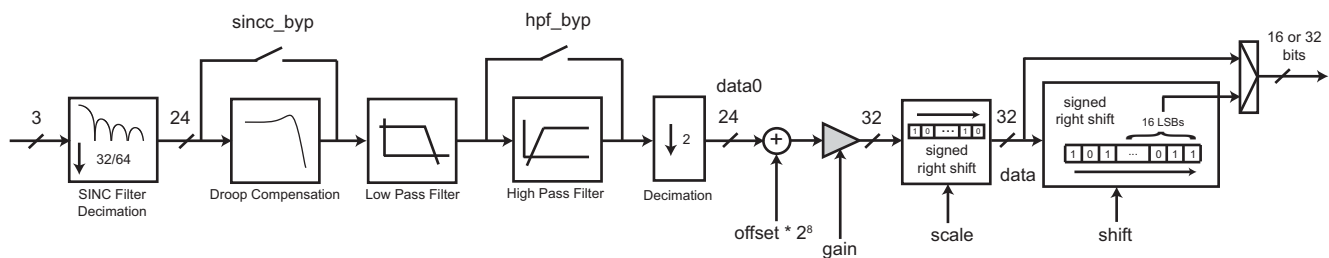 sincc_byp
hpf_byp
3
32/64
SINC Filter
Decimation
24
Droop Compensation
Low Pass Filter
High Pass Filter
2
Decimation
data0
24
+
offset * 2⁸
gain
32
1 0 ··· 1 0
signed
right shift
scale
32
data
signed
right shift
16 LSBs
1 0 1 ... 0 1 1
shift
16 or 32
bits